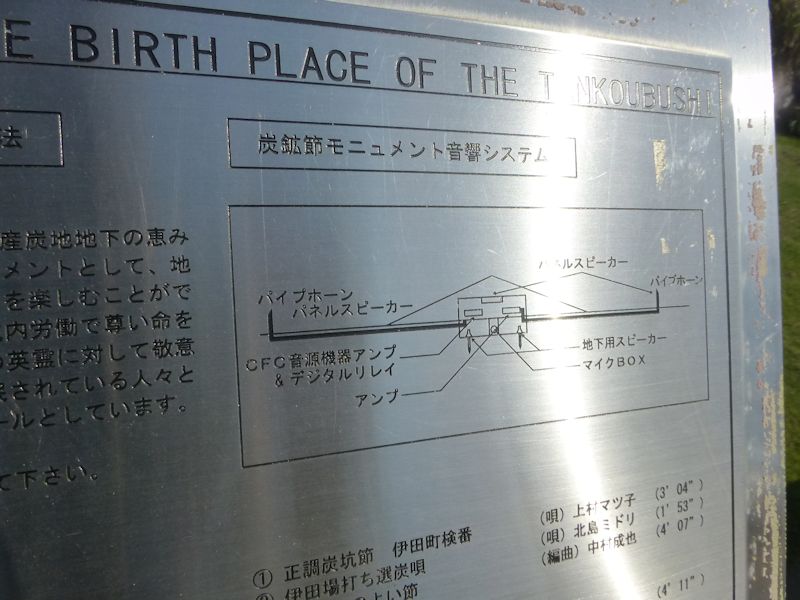 E BIRTH PLACE OF THE T NKOUBUSHI
法
炭鉱節モニュメント音響システム
産炭地地下の恵み
メントとして、地
を楽しむことがで
内労働で尊い命を
英霊に対して敬意
されている人々と
ールとしています。
て下さい。
パネルスピーカー
パイプホーン
パイプホーン
パネルスピーカー
CFC音源機器アンプ
&デジタルリレイ
アンプ
地下用スピーカー
マイクBOX
① 正調炭坑節 伊田町検番 (唄) 上村マツ子 (3'04")
伊田場打ち選炭唄 (唄) 北島ミドリ (1'53")
よい節 (編曲) 中村成也 (4'07")
(4'11")